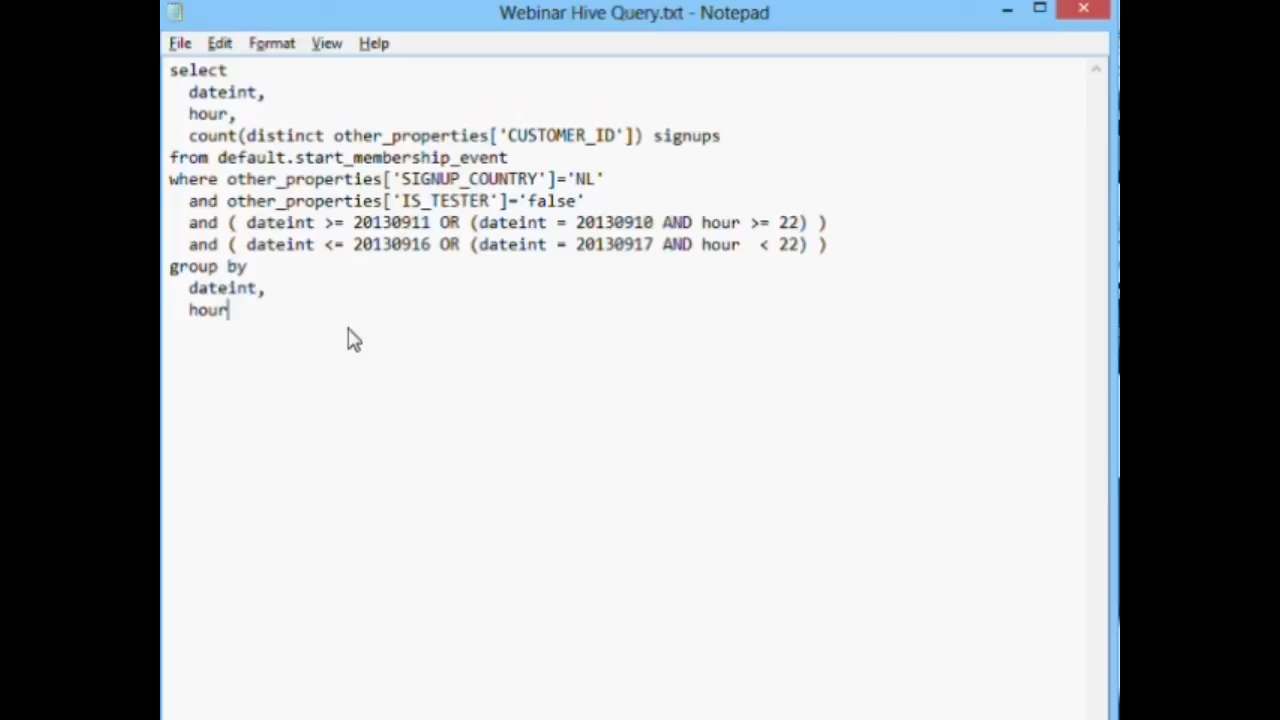 Webinar Hive Query.txt - Notepad
File Edit Format View Help
select
  dateint,
  hour,
  count(distinct other_properties['CUSTOMER_ID']) signups
from default.start_membership_event
where other_properties['SIGNUP_COUNTRY']='NL'
  and other_properties['IS_TESTER']='false'
  and ( dateint >= 20130911 OR (dateint = 20130910 AND hour >= 22) )
  and ( dateint <= 20130916 OR (dateint = 20130917 AND hour  < 22) )
group by
  dateint,
  hour